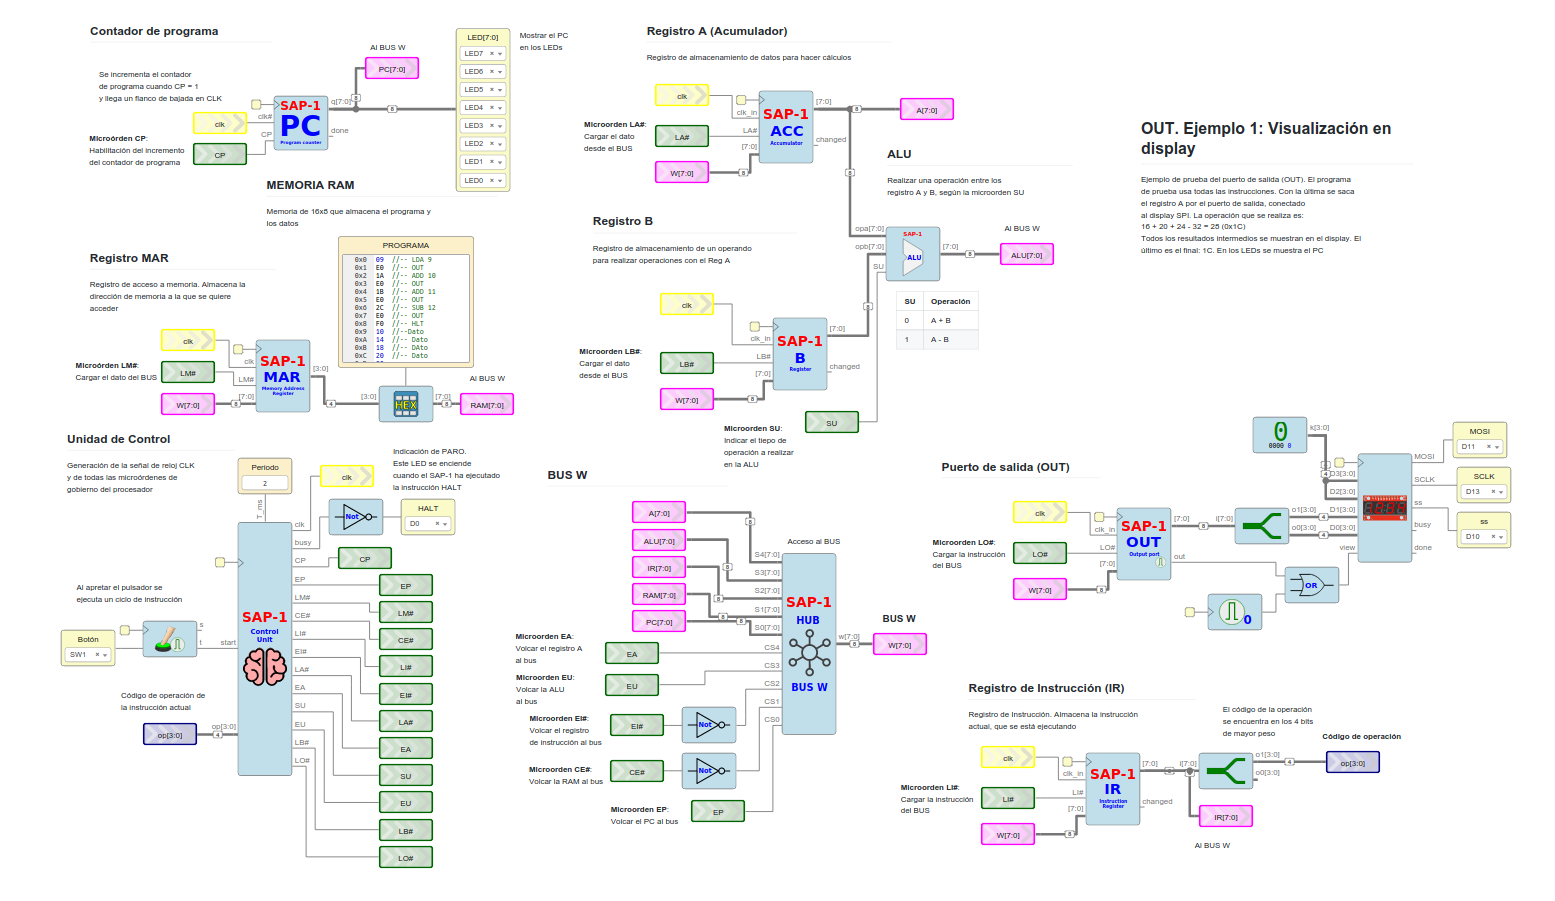 Contador de programa
Se incrementa el contador
de programa cuando CP = 1
y llega un flanco de bajada en CLK
Microórden CP:
Habilitación del incremento
del contador de programa
clk
CP
clk#
CP
SAP-1
PC
Program counter
q[7:0]
done
8
8
Al BUS W
PC[7:0]
LED[7:0]
LED7
LED6
LED5
LED4
LED3
LED2
LED1
LED0
Mostrar el PC
en los LEDs
MEMORIA RAM
Memoria de 16x8 que almacena el programa y
los datos
PROGRAMA
0x0 09 //-- LDA 9
0x1 E0 //-- OUT
0x2 1A //-- ADD 10
0x3 E0 //-- OUT
0x4 1B //-- ADD 11
0x5 E0 //-- OUT
0x6 2C //-- SUB 12
0x7 E0 //-- OUT
0x8 F0 //-- HLT
0x9 10 //--Dato
0xA 14 //-- Dato
0xB 18 //-- DAto
0xC 20 //-- Dato
Registro MAR
Registro de acceso a memoria. Almacena la
dirección de memoria a la que se quiere
acceder
Microórden LM#:
Cargar el dato del BUS
clk
LM#
W[7:0]
clk
LM#
[7:0]
8
SAP-1
MAR
Memory Address
Register
[3:0]
4
[3:0]
HEX
[7:0]
8
Al BUS W
RAM[7:0]
Registro A (Acumulador)
Registro de almacenamiento de datos para hacer cálculos
Microorden LA#:
Cargar el dato
desde el BUS
clk
LA#
W[7:0]
clk_in
LA#
[7:0]
8
SAP-1
ACC
Accumulator
[7:0]
changed
8
A[7:0]
8
ALU
Realizar una operación entre los
registro A y B, según la microorden SU
opa[7:0]
opb[7:0]
SU
SAP-1
ALU
[7:0]
8
Al BUS W
ALU[7:0]
SU Operación
0 A + B
1 A - B
Registro B
Registro de almacenamiento de un operando
para realizar operaciones con el Reg A
Microorden LB#:
Cargar el dato
desde el BUS
clk
LB#
W[7:0]
clk_in
LB#
[7:0]
8
SAP-1
B
Register
[7:0]
changed
8
SU
Microorden SU:
Indicar el tiepo de
operación a realizar
en la ALU
OUT. Ejemplo 1: Visualización en
display
Ejemplo de prueba del puerto de salida (OUT). El programa
de prueba usa todas las instrucciones. Con la última se saca
el registro A por el puerto de salida, conectado
al display SPI. La operación que se realiza es:
16 + 20 + 24 - 32 = 28 (0x1C)
Todos los resultados intermedios se muestran en el display. El
último es el final: 1C. En los LEDs se muestra el PC
Unidad de Control
Generación de la señal de reloj CLK
y de todas las microórdenes de
gobierno del procesador
Periodo
2
T_ms
clk
Indicación de PARO.
Este LED se enciende
cuando el SAP-1 ha ejecutado
la instrucción HALT
Not
HALT
D0
Al apretar el pulsador se
ejecuta un ciclo de instrucción
Botón
SW1
s
t
start
Código de operación de
la instrucción actual
op[3:0]
op[3:0]
4
SAP-1
Control
Unit
clk
busy
CP
EP
LM#
CE#
LI#
EI#
LA#
EA
SU
EU
LB#
LO#
CP
EP
LM#
CE#
LI#
EI#
LA#
EA
SU
EU
LB#
LO#
BUS W
A[7:0]
ALU[7:0]
IR[7:0]
RAM[7:0]
PC[7:0]
8
8
8
8
8
Acceso al BUS
S4[7:0]
S3[7:0]
S2[7:0]
S1[7:0]
S0[7:0]
CS4
CS3
CS2
CS1
CS0
SAP-1
HUB
BUS W
w[7:0]
8
BUS W
W[7:0]
Microorden EA:
Volcar el registro A
al bus
EA
Microorden EU:
Volcar la ALU
al bus
EU
Microorden EI#:
Volcar el registro
de instrucción al bus
EI#
Not
Microorden CE#:
Volcar la RAM al bus
CE#
Not
Microorden EP:
Volcar el PC al bus
EP
Puerto de salida (OUT)
Microorden LO#:
Cargar la instrucción
del BUS
clk
LO#
W[7:0]
clk_in
LO#
[7:0]
8
SAP-1
OUT
Output port
[7:0]
out
8
i[7:0]
o1[3:0]
o0[3:0]
4
4
0
0000 0
k[3:0]
4
D3[3:0]
D2[3:0]
D1[3:0]
D0[3:0]
view
MOSI
SCLK
ss
busy
done
MOSI
D11
SCLK
D13
ss
D10
OR
0
Registro de Instrucción (IR)
Registro de Instrucción. Almacena la instrucción
actual, que se está ejecutando
Microorden LI#:
Cargar la instrucción
del BUS
clk
LI#
W[7:0]
clk_in
LI#
[7:0]
8
SAP-1
IR
Instruction
Register
[7:0]
changed
8
i[7:0]
8
El código de la operación
se encuentra en los 4 bits
de mayor peso
o1[3:0]
o0[3:0]
4
Código de operación
op[3:0]
IR[7:0]
Al BUS W